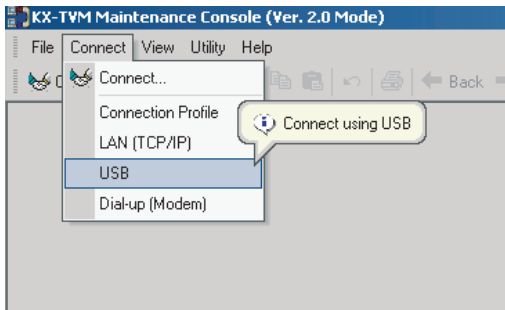 KX-TVM Maintenance Console (Ver. 2.0 Mode)
File Connect View Utility Help
Connect...
Back
Connection Profile
Connect using USB
LAN (TCP/IP)
USB
Dial-up (Modem)